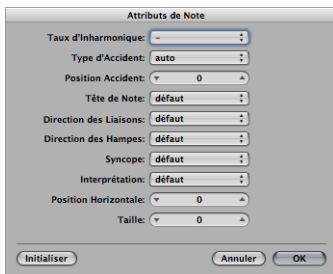 Attributs de Note
Taux d'Inharmonique: -
Type d'Accident: auto
Position Accident: 0
Tête de Note: défaut
Direction des Liaisons: défaut
Direction des Hampes: défaut
Syncope: défaut
Interprétation: défaut
Position Horizontale: 0
Taille: 0
Initialiser Annuler OK